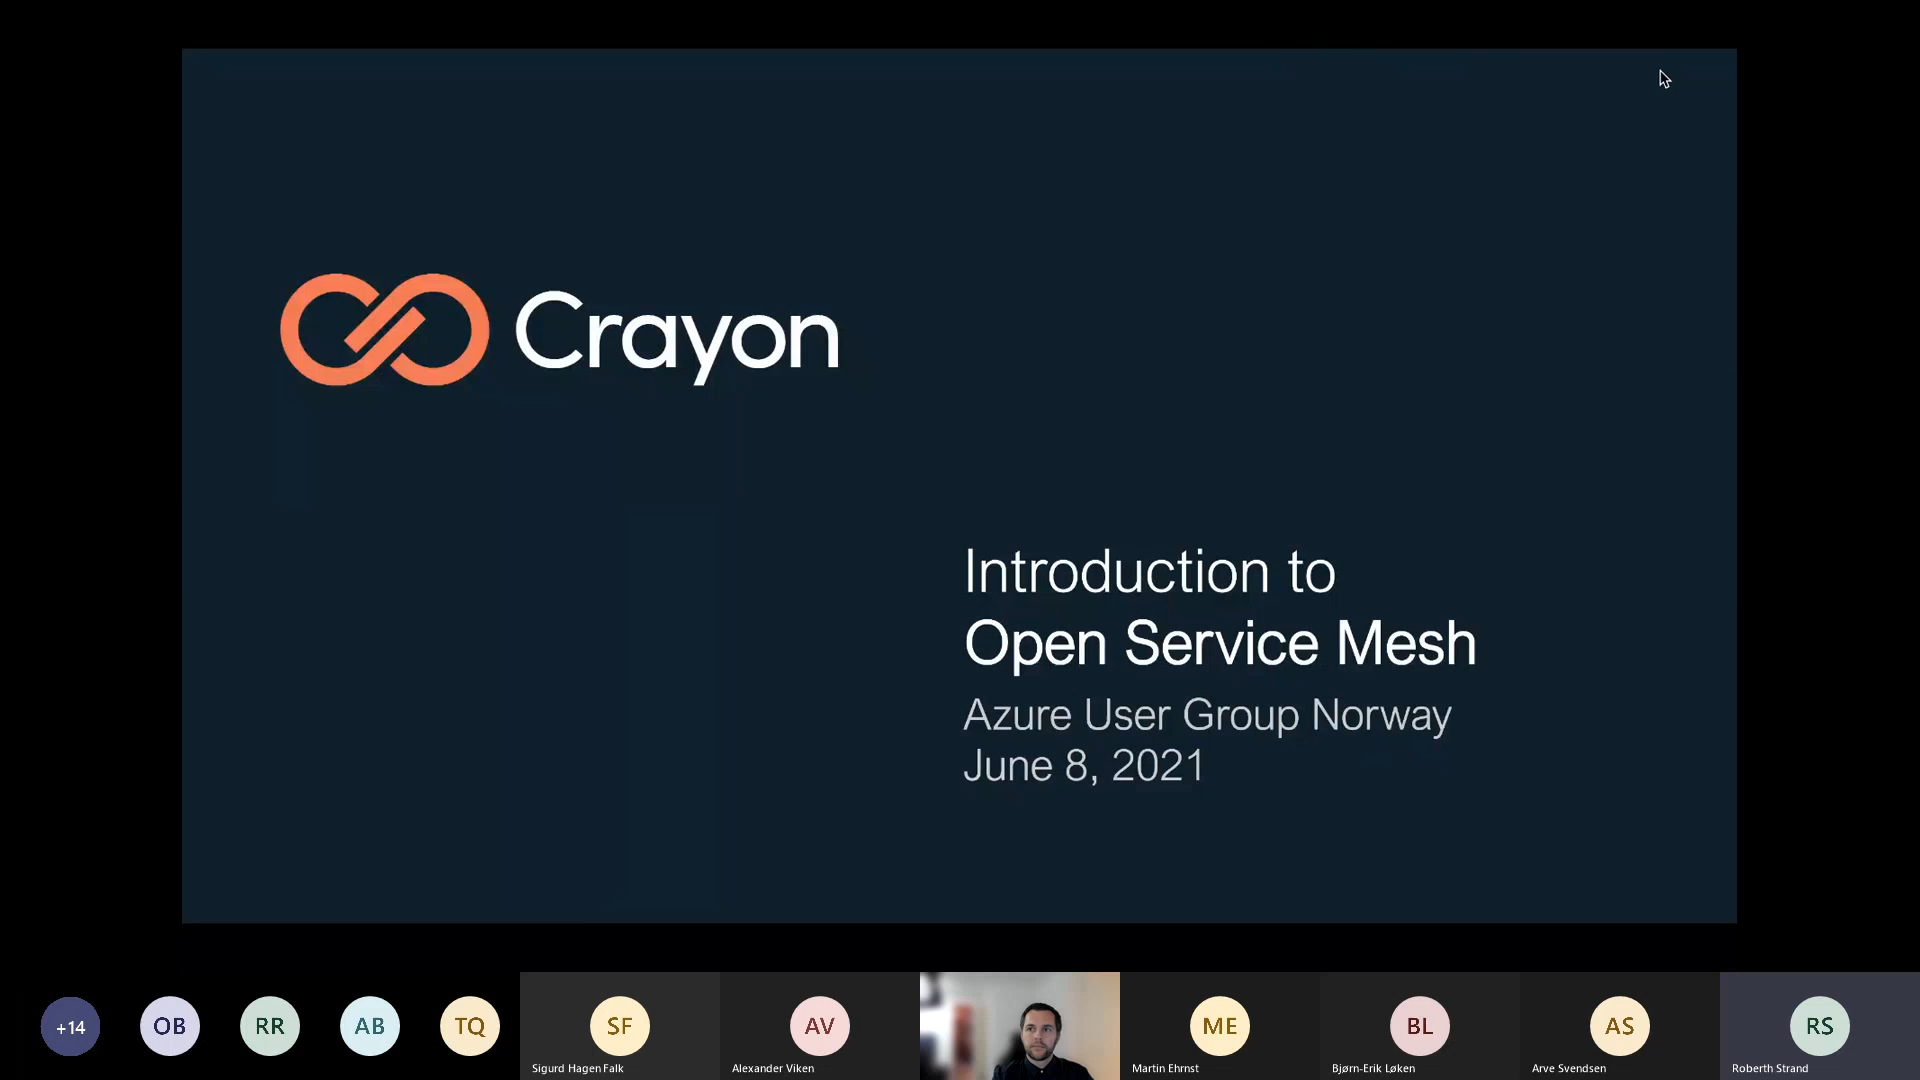 Crayon
Introduction to
Open Service Mesh
Azure User Group Norway
June 8, 2021
+14
OB
RR
AB
TQ
SF
AV
ME
BL
AS
RS
Sigurd Hagen Falk
Alexander Viken
Martin Ehrnst
Bjørn-Erik Løken
Arve Svendsen
Roberth Strand